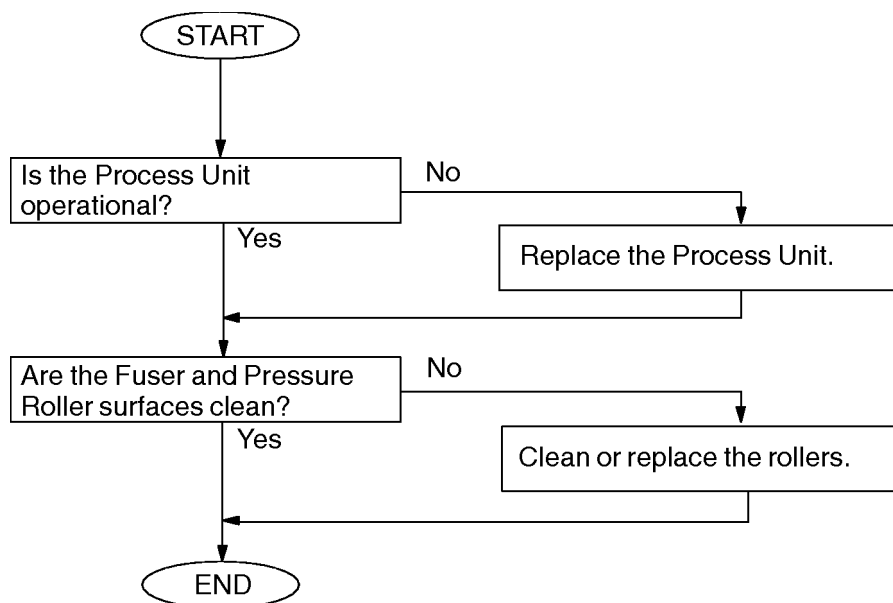 START
Is the Process Unit
operational?
No
Yes
Replace the Process Unit.
Are the Fuser and Pressure
Roller surfaces clean?
No
Yes
Clean or replace the rollers.
END